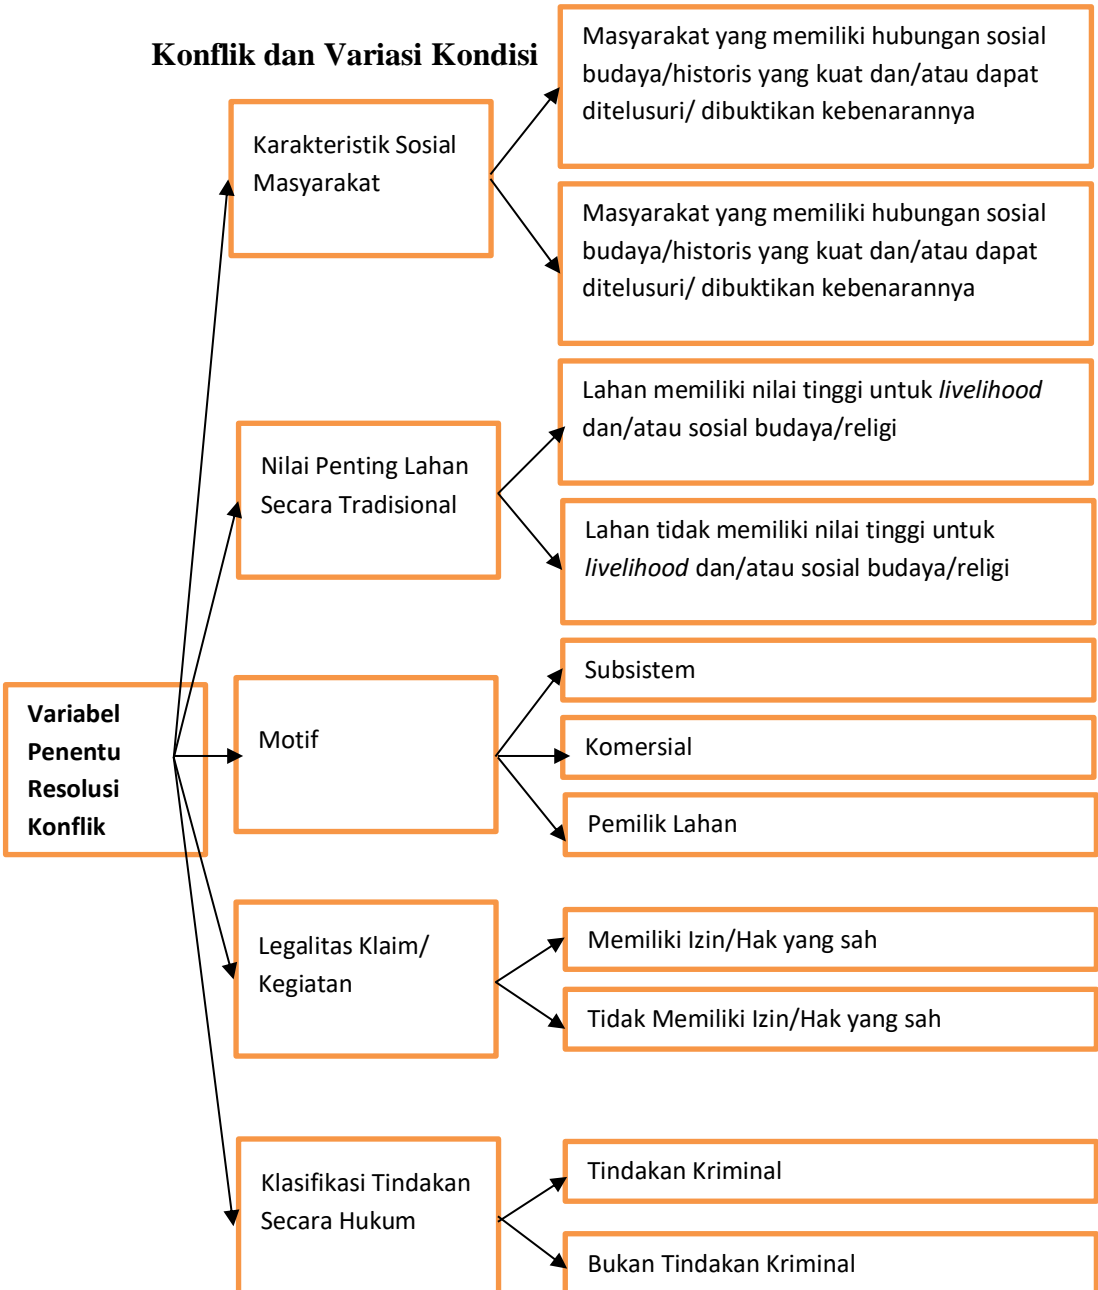 Konflik dan Variasi Kondisi
Karakteristik Sosial
Masyarakat
Masyarakat yang memiliki hubungan sosial
budaya/historis yang kuat dan/atau dapat
ditelusuri/ dibuktikan kebenarannya
Masyarakat yang memiliki hubungan sosial
budaya/historis yang kuat dan/atau dapat
ditelusuri/ dibuktikan kebenarannya
Nilai Penting Lahan
Secara Tradisional
Lahan memiliki nilai tinggi untuk livelihood
dan/atau sosial budaya/religi
Lahan tidak memiliki nilai tinggi untuk
livelihood dan/atau sosial budaya/religi
Variabel
Penentu
Resolusi
Konflik
Motif
Subsistem
Komersial
Pemilik Lahan
Legalitas Klaim/
Kegiatan
Memiliki Izin/Hak yang sah
Tidak Memiliki Izin/Hak yang sah
Klasifikasi Tindakan
Secara Hukum
Tindakan Kriminal
Bukan Tindakan Kriminal